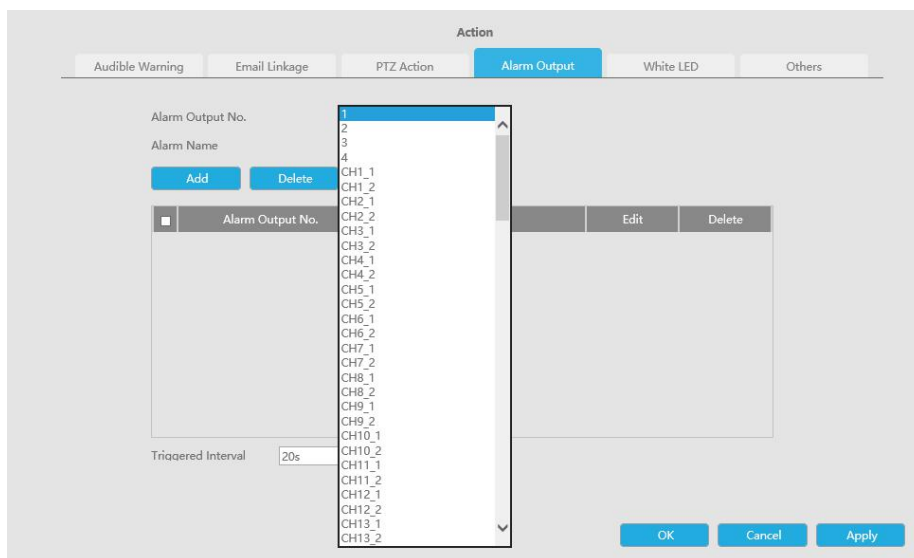 Action
Audible Warning Email Linkage PTZ Action Alarm Output White LED Others
Alarm Output No.
Alarm Name
Add Delete
Alarm Output No. Edit Delete
Triggered Interval 20s
1
2
3
4
CH1_1
CH1_2
CH2_1
CH2_2
CH3_1
CH3_2
CH4_1
CH4_2
CH5_1
CH5_2
CH6_1
CH6_2
CH7_1
CH7_2
CH8_1
CH8_2
CH9_1
CH9_2
CH10_1
CH10_2
CH11_1
CH11_2
CH12_1
CH12_2
CH13_1
CH13_2
OK Cancel Apply